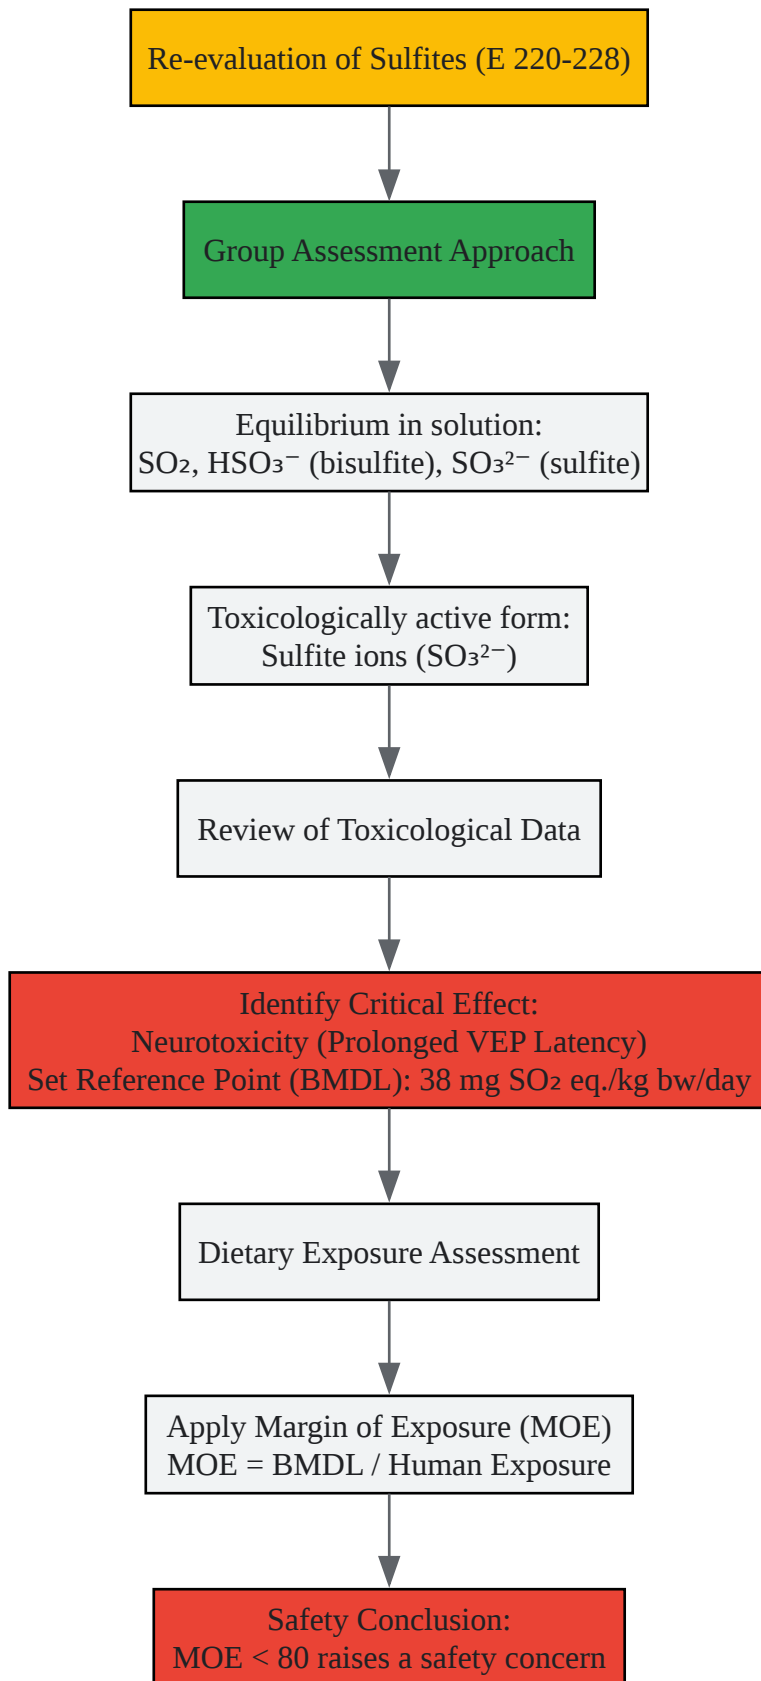 Re-evaluation of Sulfites (E 220-228)
Group Assessment Approach
Equilibrium in solution:
SO₂, HSO₃⁻ (bisulfite), SO₃²⁻ (sulfite)
Toxicologically active form:
Sulfite ions (SO₃²⁻)
Review of Toxicological Data
Identify Critical Effect:
Neurotoxicity (Prolonged VEP Latency)
Set Reference Point (BMDL): 38 mg SO₂ eq./kg bw/day
Dietary Exposure Assessment
Apply Margin of Exposure (MOE)
MOE = BMDL / Human Exposure
Safety Conclusion:
MOE < 80 raises a safety concern